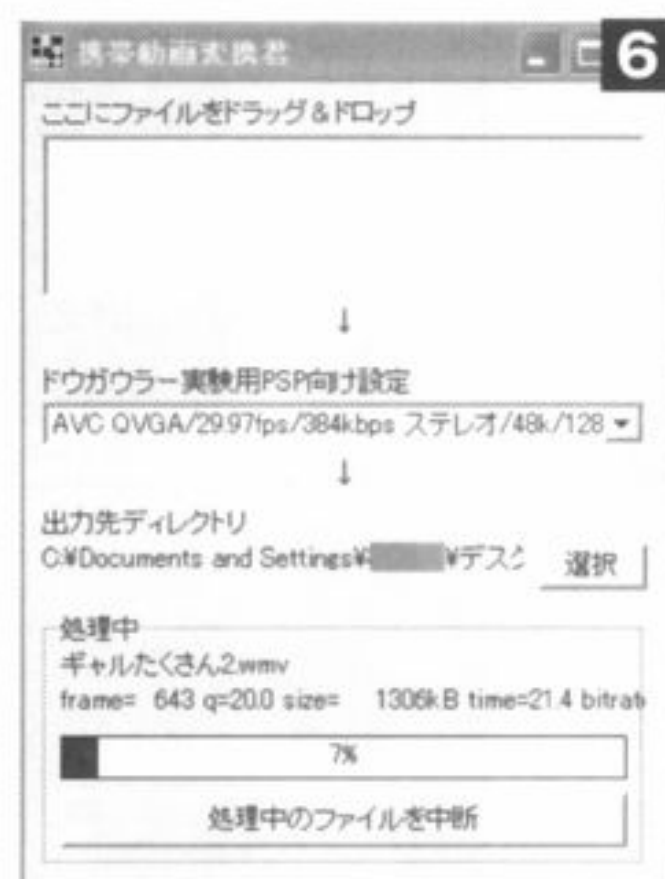 携帯動画変換君
6
ここにファイルをドラッグ&ドロップ
↓
ドウガウラー実験用PSP向け設定
AVC QVGA/29.97fps/384kbps ステレオ/48k/128
↓
出力先ディレクトリ
C:¥Documents and Settings¥ ¥デスク 選択
処理中
ギャルたくさん2.wmv
frame= 643 q=20.0 size= 1306kB time=21.4 bitrat
7%
処理中のファイルを中断